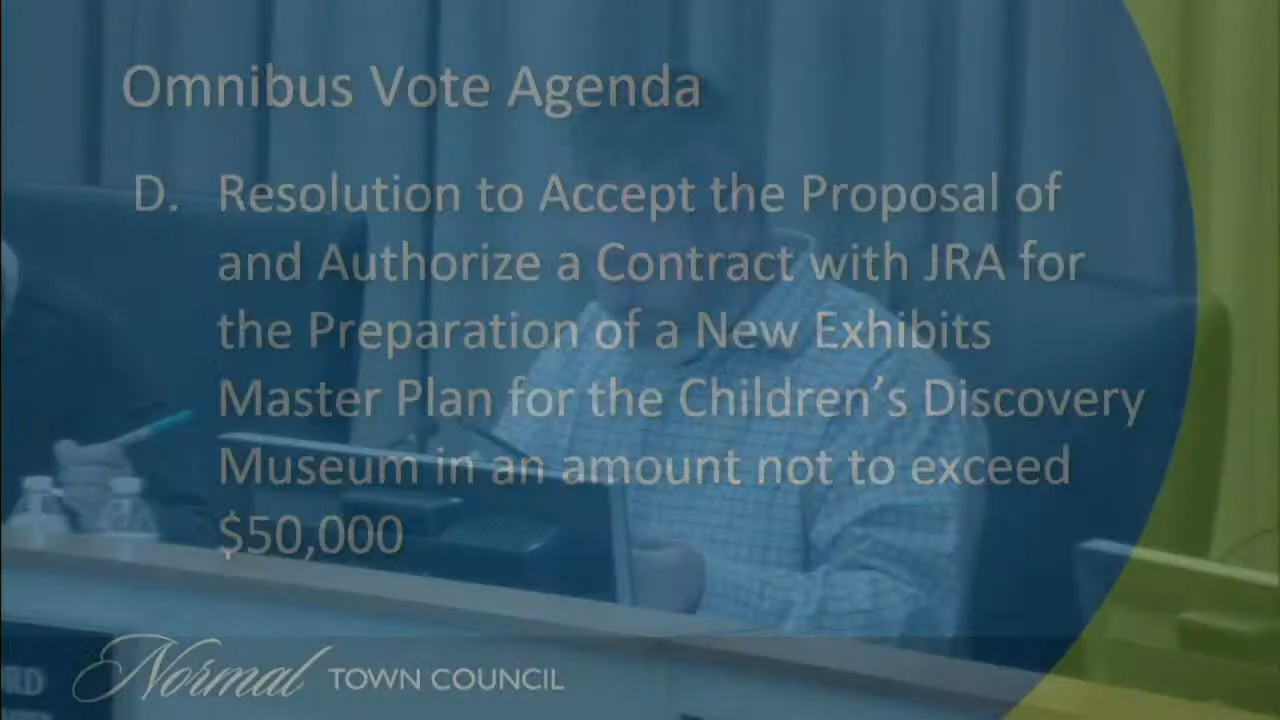 Omnibus Vote Agenda
D. Resolution to Accept the Proposal of
and Authorize a Contract with JRA for
the Preparation of a New Exhibits
Master Plan for the Children’s Discovery
Museum in an amount not to exceed
$50,000
RD
Normal TOWN COUNCIL